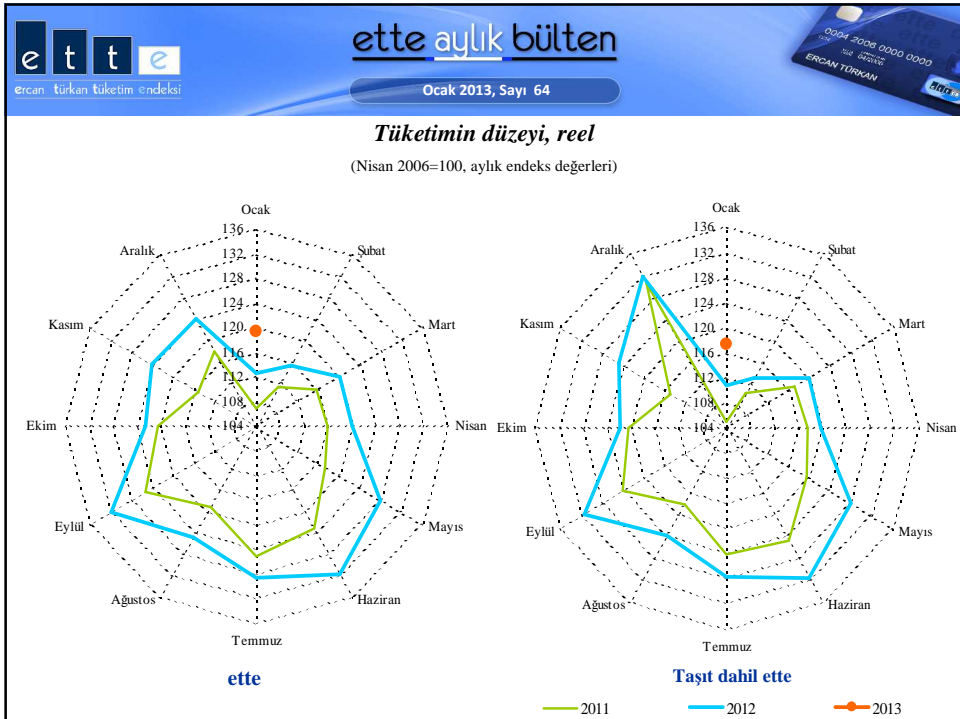 e t t e
ercan türkan tüketim endeksi
ette aylık bülten
Ocak 2013, Sayı 64
0004 2006 0000 0000
ERCAN TÜRKAN
Tüketimin düzeyi, reel
(Nisan 2006=100, aylık endeks değerleri)
Ocak
Şubat
Mart
Nisan
Mayıs
Haziran
Temmuz
Ağustos
Eylül
Ekim
Kasım
Aralık
136
132
128
124
120
116
112
108
104
ette
Ocak
Şubat
Mart
Nisan
Mayıs
Haziran
Temmuz
Ağustos
Eylül
Ekim
Kasım
Aralık
136
132
128
124
120
116
112
108
104
Taşıt dahil ette
2011 2012 2013